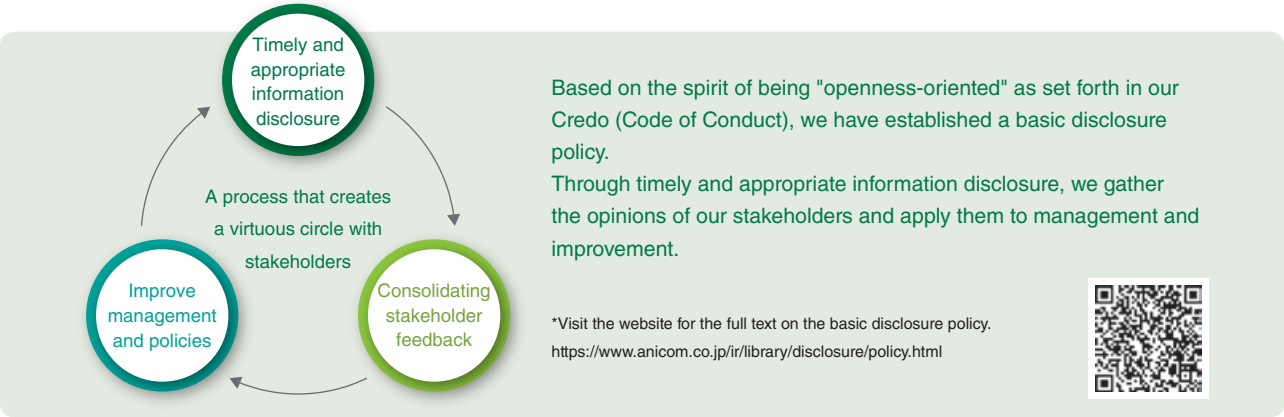 Timely and
appropriate
information
disclosure
A process that creates
a virtuous circle with
stakeholders
Improve
management
and policies
Consolidating
stakeholder
feedback
Based on the spirit of being "openness-oriented" as set forth in our
Credo (Code of Conduct), we have established a basic disclosure
policy.
Through timely and appropriate information disclosure, we gather
the opinions of our stakeholders and apply them to management and
improvement.
*Visit the website for the full text on the basic disclosure policy.
https://www.anicom.co.jp/ir/library/disclosure/policy.html